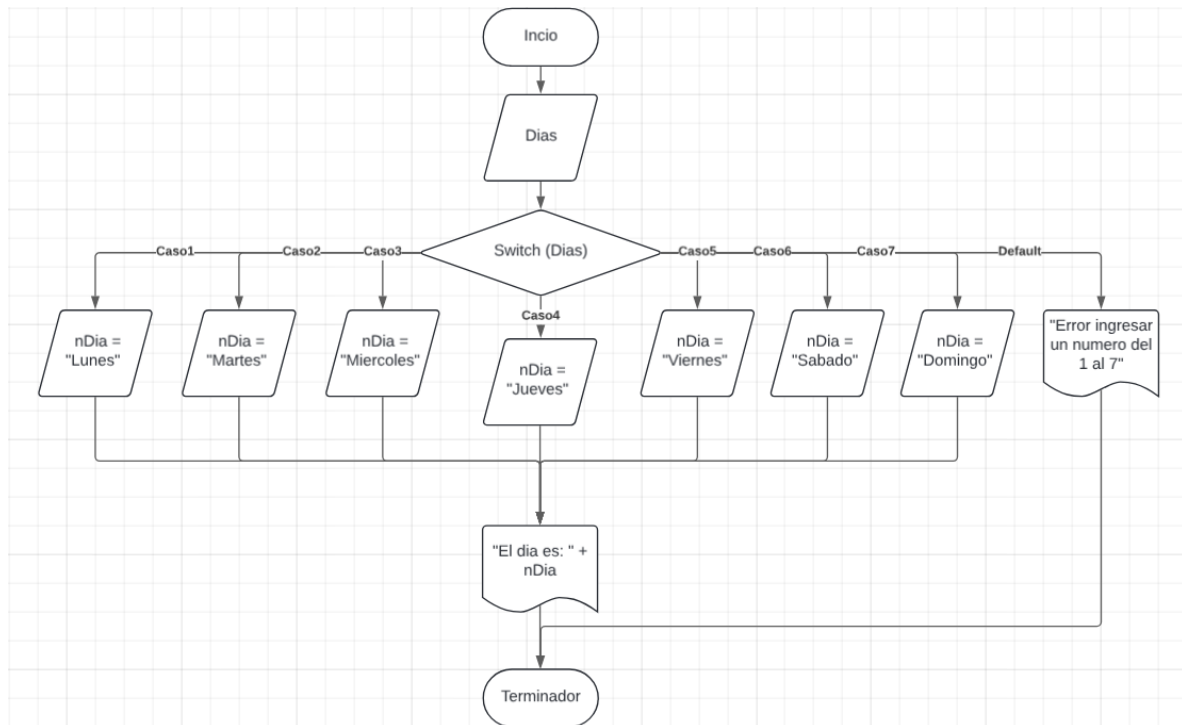 Incio
Dias
Switch (Dias)
Caso1
Caso2
Caso3
Caso5
Caso6
Caso7
Default
Caso4
nDia =
"Lunes"
nDia =
"Martes"
nDia =
"Miercoles"
nDia =
"Jueves"
nDia =
"Viernes"
nDia =
"Sabado"
nDia =
"Domingo"
"Error ingresar
un numero del
1 al 7"
"El dia es: " +
nDia
Terminador